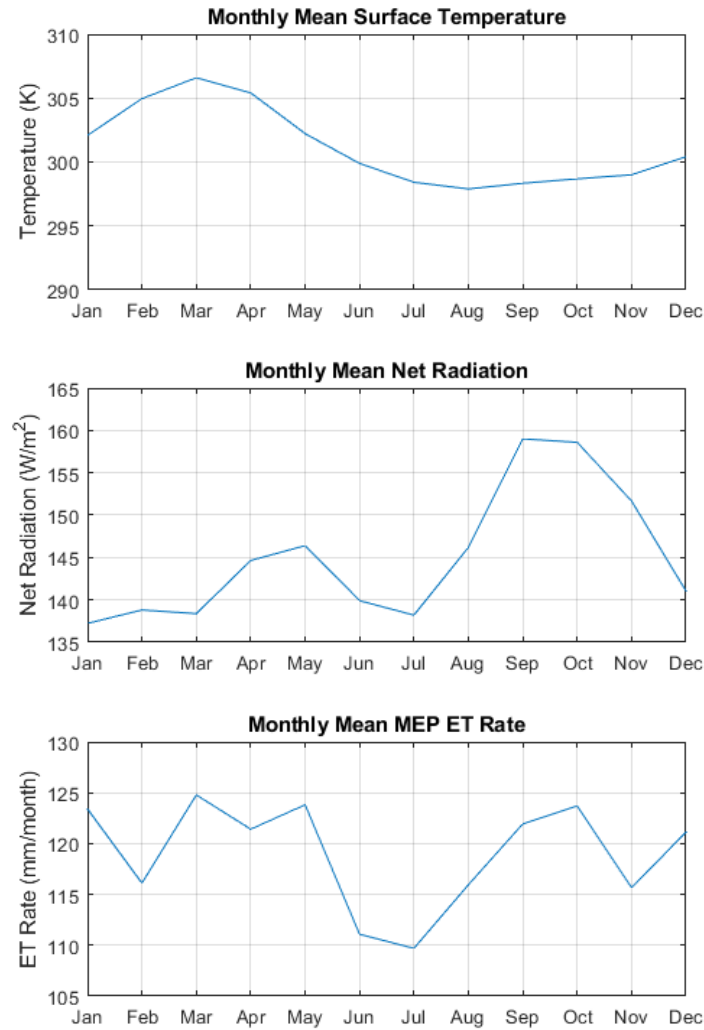 Monthly Mean Surface Temperature
310
305
300
295
290
Temperature (K)
Jan Feb Mar Apr May Jun Jul Aug Sep Oct Nov Dec
Monthly Mean Net Radiation
165
160
155
150
145
140
135
Net Radiation (W/m²)
Jan Feb Mar Apr May Jun Jul Aug Sep Oct Nov Dec
Monthly Mean MEP ET Rate
130
125
120
115
110
105
ET Rate (mm/month)
Jan Feb Mar Apr May Jun Jul Aug Sep Oct Nov Dec